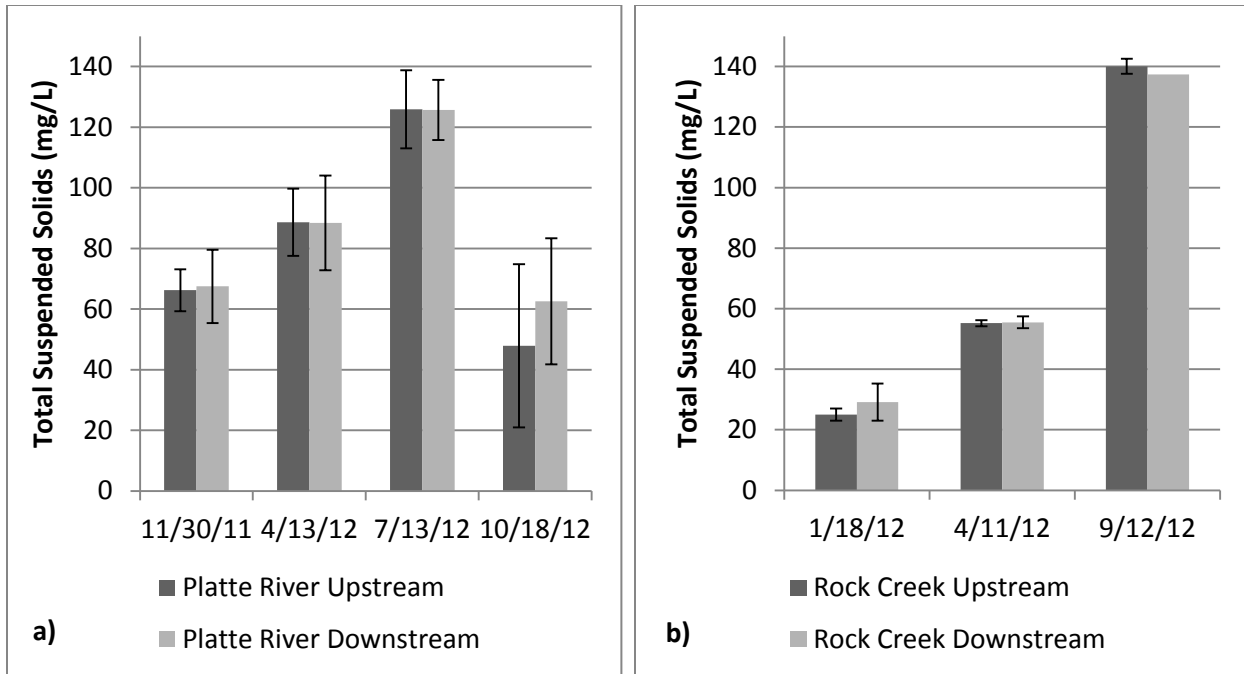 Total Suspended Solids (mg/L)
140
120
100
80
60
40
20
0
11/30/11 4/13/12 7/13/12 10/18/12
Platte River Upstream
Platte River Downstream
a)
Total Suspended Solids (mg/L)
140
120
100
80
60
40
20
0
1/18/12 4/11/12 9/12/12
Rock Creek Upstream
Rock Creek Downstream
b)